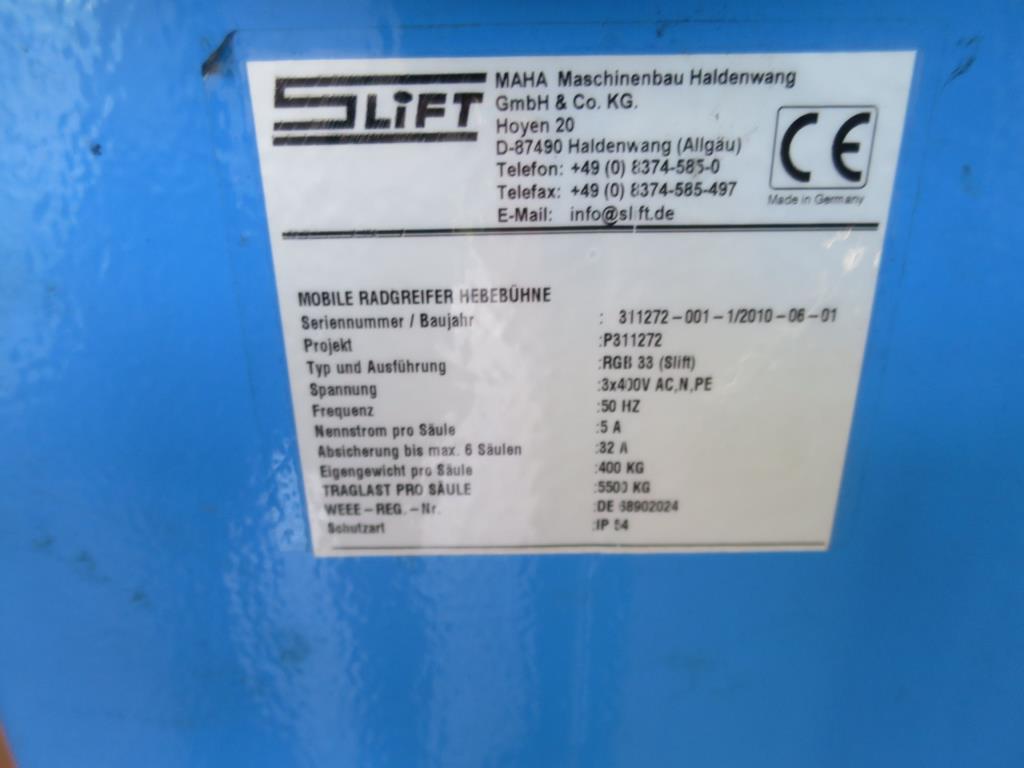 SLiFT
MAHA Maschinenbau Haldenwang
GmbH & Co. KG.
Hoyen 20
D-87490 Haldenwang (Allgäu)
Telefon: +49 (0) 8374-585-0
Telefax: +49 (0) 8374-585-497
E-Mail: info@slift.de
CE
Made in Germany
MOBILE RADGREIFER HEBEBÜHNE
Seriennummer / Baujahr : 311272-001-1/2010-06-01
Projekt :P311272
Typ und Ausführung :RGB 33 (Slift)
Spannung :3x400V AC,N,PE
Frequenz :50 HZ
Nennstrom pro Säule :5 A
Absicherung bis max. 6 Säulen :32 A
Eigengewicht pro Säule :400 KG
TRAGLAST PRO SÄULE :5500 KG
WEEE-REG.-Nr. :DE 68902024
Schutzart :IP 54